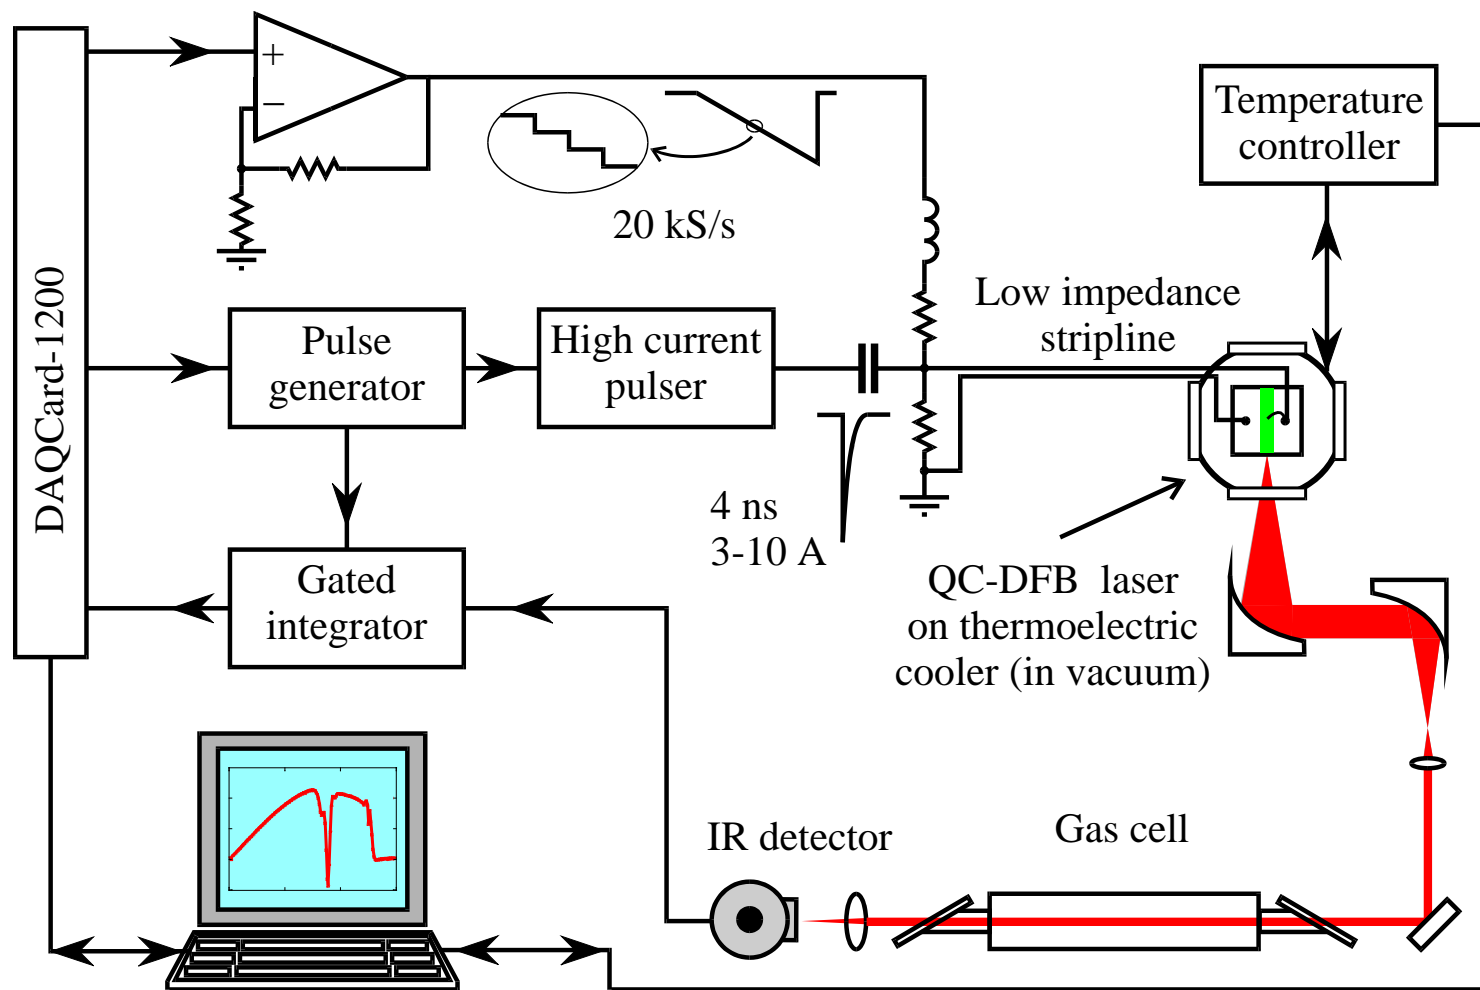 +
−
Temperature
controller
20 kS/s
DAQCard-1200
Low impedance
stripline
Pulse
generator
High current
pulser
4 ns
3-10 A
Gated
integrator
QC-DFB laser
on thermoelectric
cooler (in vacuum)
IR detector
Gas cell